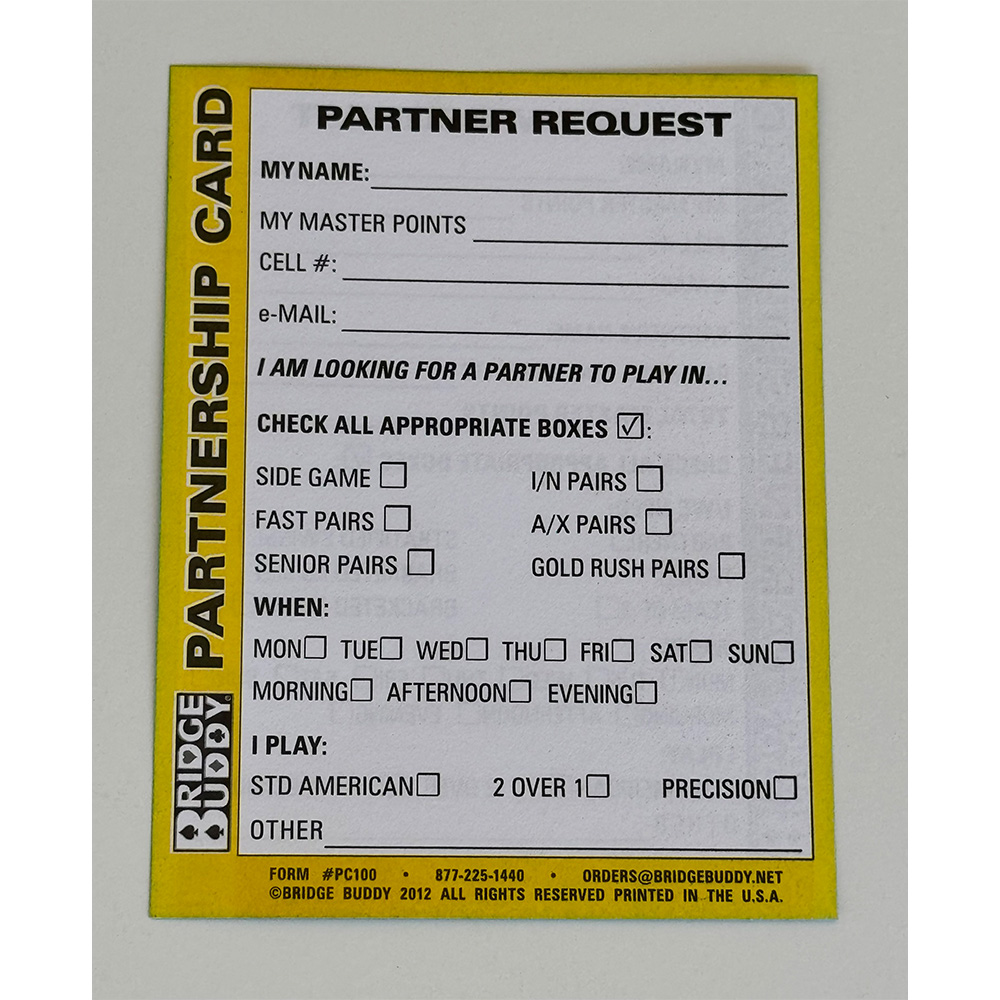 PARTNERSHIP CARD
BRIDGE
BUDDY
PARTNER REQUEST
MY NAME:
MY MASTER POINTS
CELL #:
e-MAIL:
I AM LOOKING FOR A PARTNER TO PLAY IN...
CHECK ALL APPROPRIATE BOXES ☑:
SIDE GAME ☐ I/N PAIRS ☐
FAST PAIRS ☐ A/X PAIRS ☐
SENIOR PAIRS ☐ GOLD RUSH PAIRS ☐
WHEN:
MON☐ TUE☐ WED☐ THU☐ FRI☐ SAT☐ SUN☐
MORNING☐ AFTERNOON☐ EVENING☐
I PLAY:
STD AMERICAN☐ 2 OVER 1☐ PRECISION☐
OTHER
FORM #PC100 • 877-225-1440 • ORDERS@BRIDGEBUDDY.NET
©BRIDGE BUDDY 2012 ALL RIGHTS RESERVED PRINTED IN THE U.S.A.